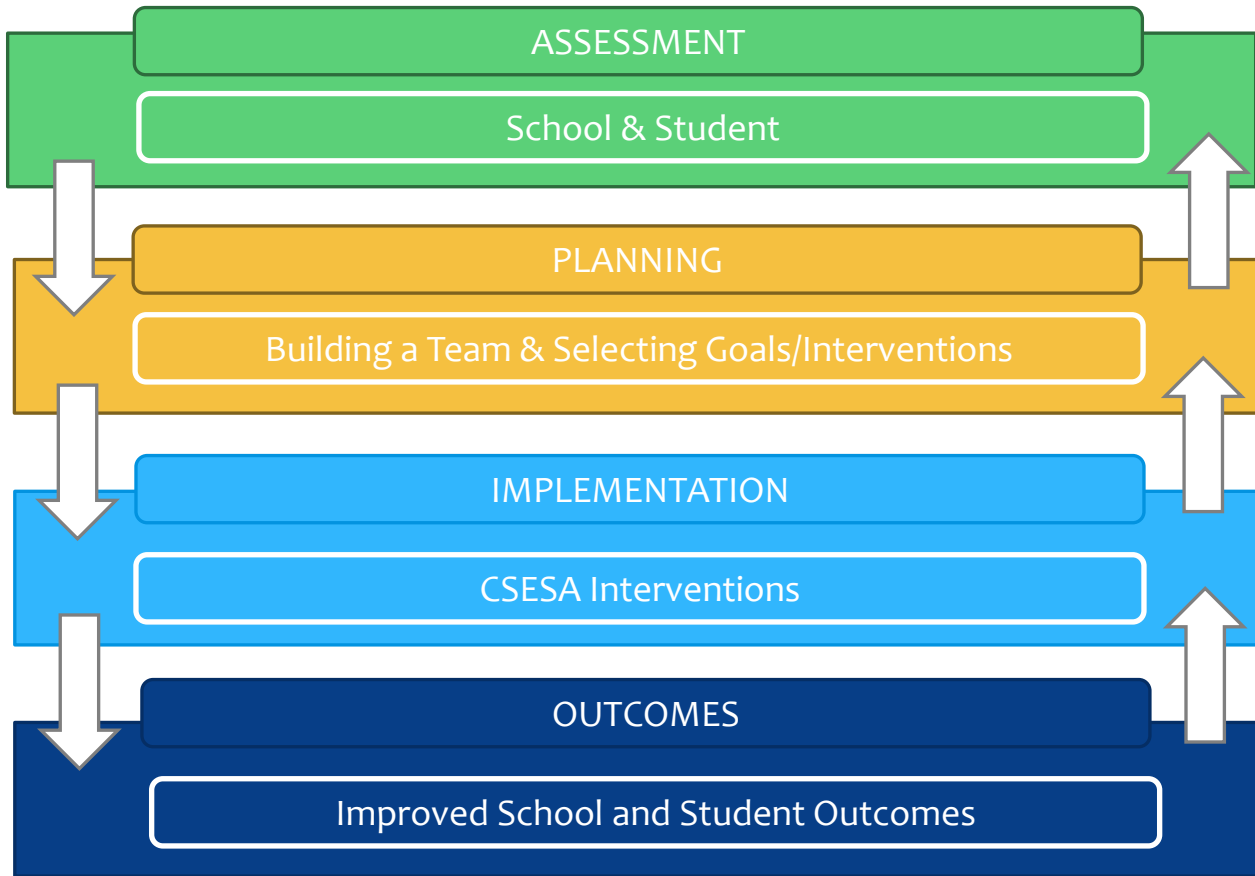 ASSESSMENT
School & Student
PLANNING
Building a Team & Selecting Goals/Interventions
IMPLEMENTATION
CSESA Interventions
OUTCOMES
Improved School and Student Outcomes